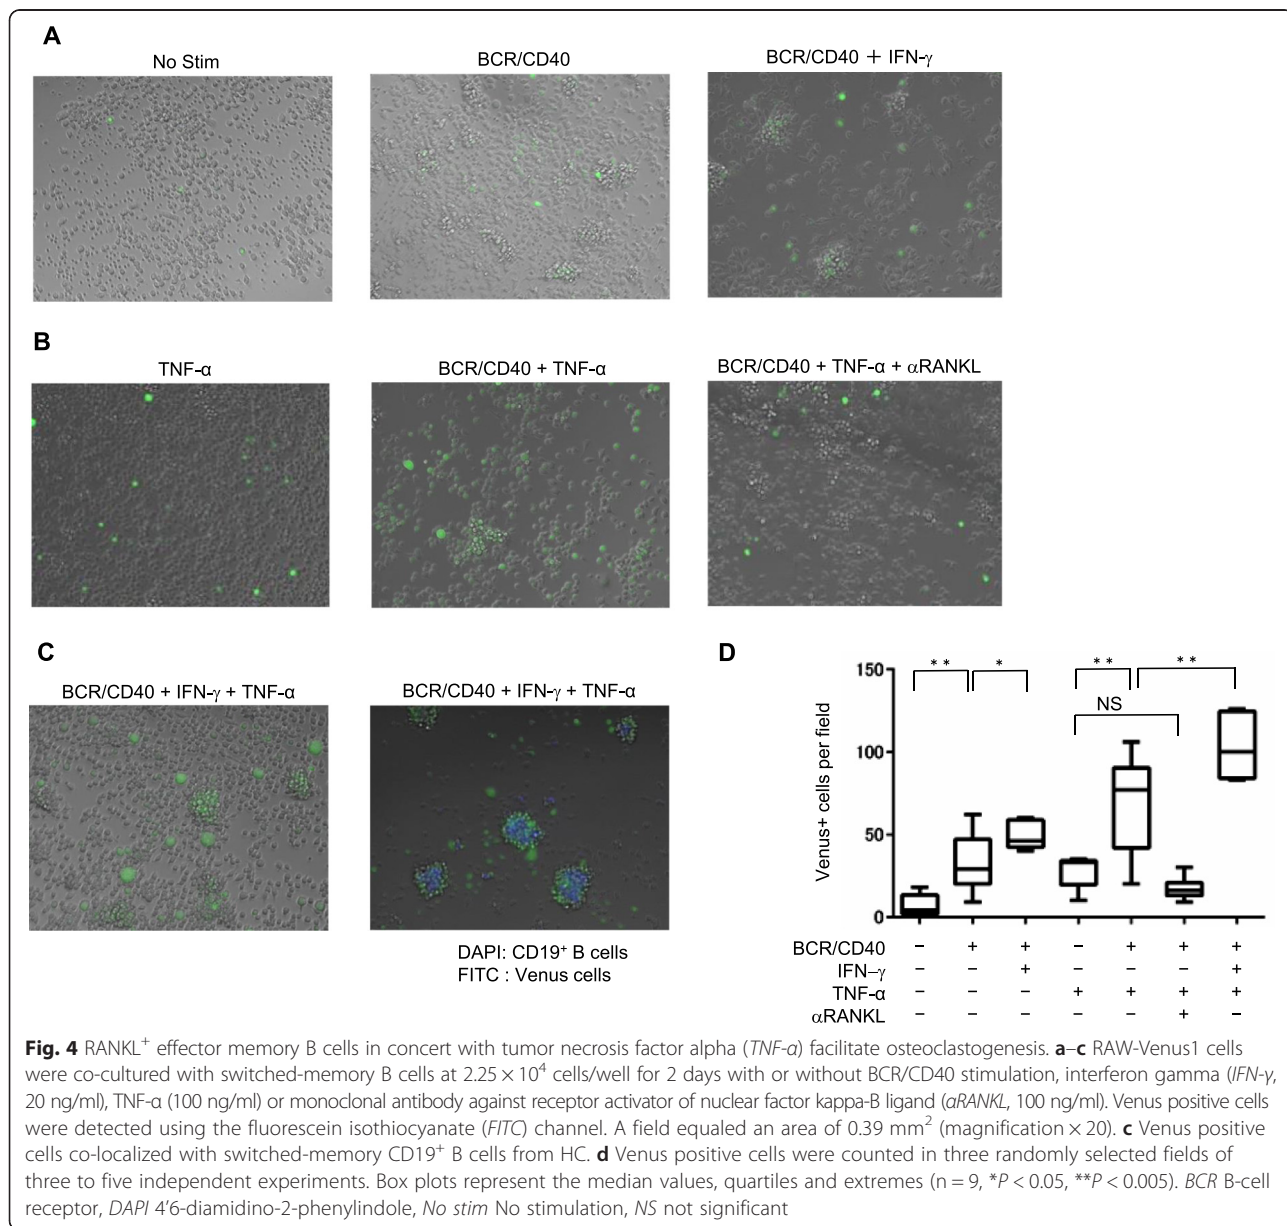 A
No Stim
BCR/CD40
BCR/CD40 + IFN-γ
B
TNF-α
BCR/CD40 + TNF-α
BCR/CD40 + TNF-α + αRANKL
C
BCR/CD40 + IFN-γ + TNF-α
BCR/CD40 + IFN-γ + TNF-α
DAPI: CD19⁺ B cells
FITC : Venus cells
D
Venus+ cells per field
150
100
50
0
** * ** **
NS
BCR/CD40 – + + – + + +
IFN–γ – – + – – – +
TNF-α – – – + + + +
αRANKL – – – – – + –
Fig. 4 RANKL⁺ effector memory B cells in concert with tumor necrosis factor alpha (TNF-α) facilitate osteoclastogenesis. a–c RAW-Venus1 cells
were co-cultured with switched-memory B cells at 2.25 × 10⁴ cells/well for 2 days with or without BCR/CD40 stimulation, interferon gamma (IFN-γ,
20 ng/ml), TNF-α (100 ng/ml) or monoclonal antibody against receptor activator of nuclear factor kappa-B ligand (αRANKL, 100 ng/ml). Venus positive cells
were detected using the fluorescein isothiocyanate (FITC) channel. A field equaled an area of 0.39 mm² (magnification × 20). c Venus positive
cells co-localized with switched-memory CD19⁺ B cells from HC. d Venus positive cells were counted in three randomly selected fields of
three to five independent experiments. Box plots represent the median values, quartiles and extremes (n = 9, *P < 0.05, **P < 0.005). BCR B-cell
receptor, DAPI 4′6-diamidino-2-phenylindole, No stim No stimulation, NS not significant